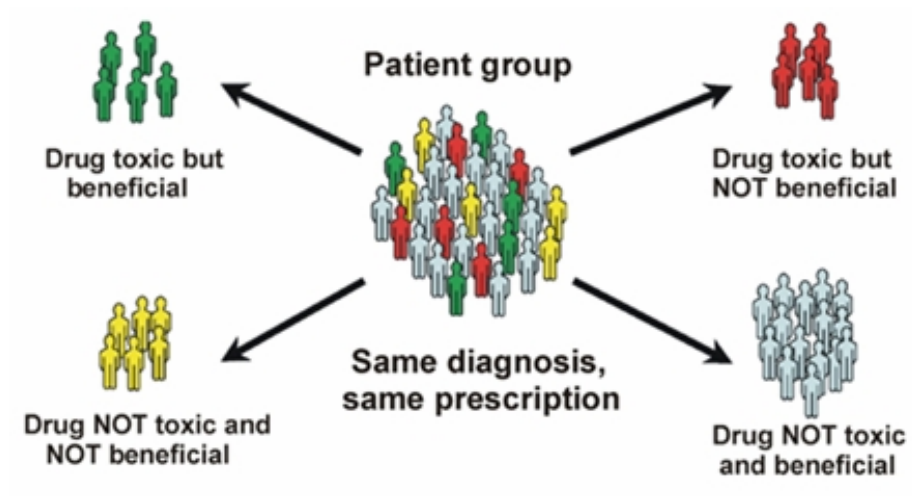 Patient group
Drug toxic but
beneficial
Drug toxic but
NOT beneficial
Same diagnosis,
same prescription
Drug NOT toxic and
NOT beneficial
Drug NOT toxic
and beneficial